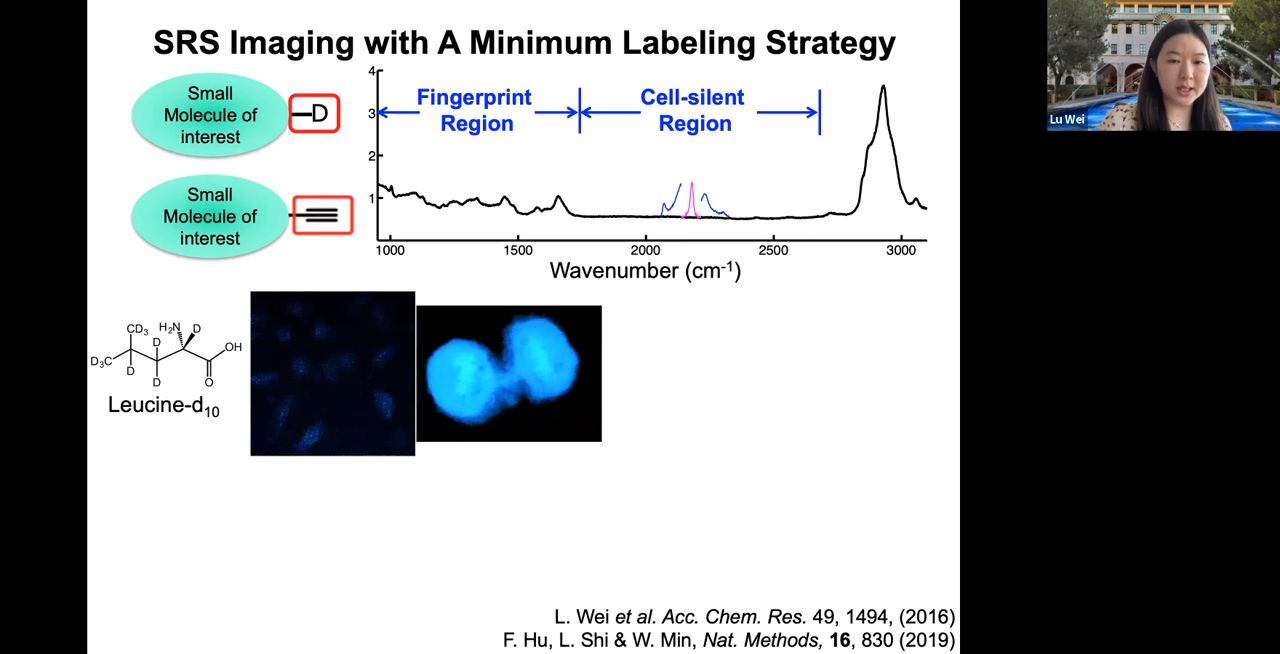 SRS Imaging with A Minimum Labeling Strategy
Small
Molecule of
interest
D
Small
Molecule of
interest
4
3
2
1
Fingerprint
Region
Cell-silent
Region
1000 1500 2000 2500 3000
Wavenumber (cm-1)
CD3 H2N D
D
OH
D3C
D
D
O
Leucine-d10
L. Wei et al. Acc. Chem. Res. 49, 1494, (2016)
F. Hu, L. Shi & W. Min, Nat. Methods, 16, 830 (2019)
Lu Wei